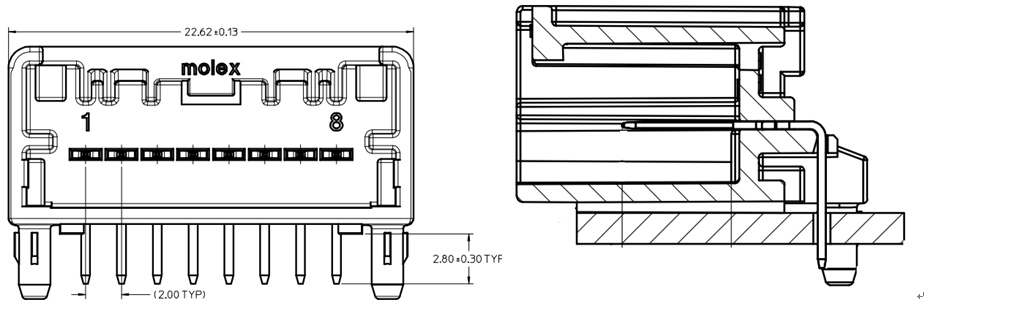 22.62±0.13
molex
1 8
2.80±0.30 TYP
(2.00 TYP)